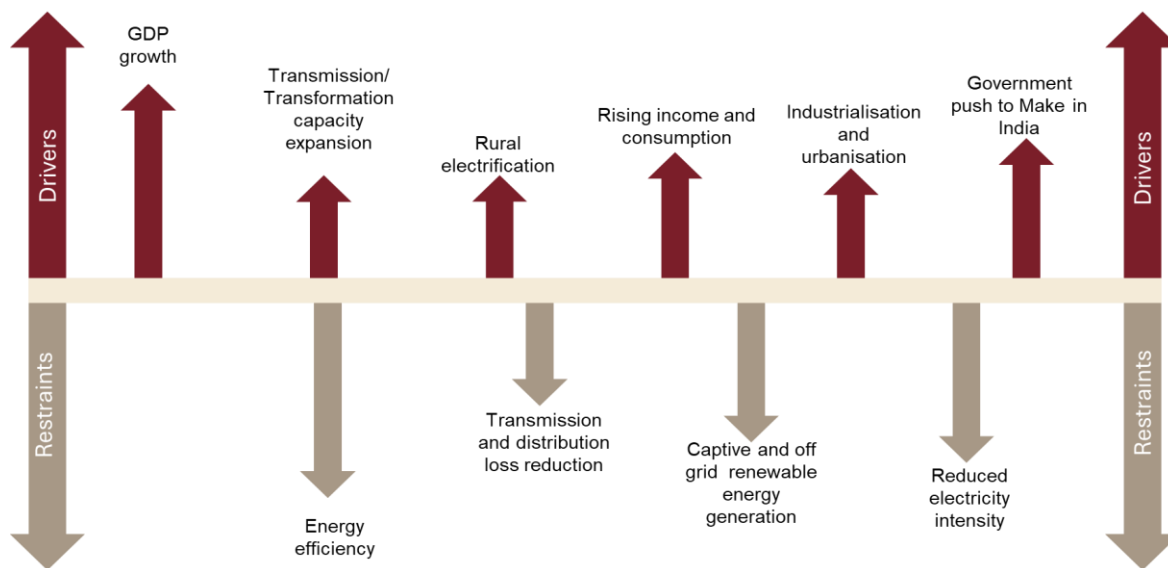 Drivers
GDP
growth
Transmission/
Transformation
capacity
expansion
Rural
electrification
Rising income and
consumption
Industrialisation
and
urbanisation
Government
push to Make in
India
Drivers
Restraints
Energy
efficiency
Transmission
and distribution
loss reduction
Captive and off
grid renewable
energy
generation
Reduced
electricity
intensity
Restraints